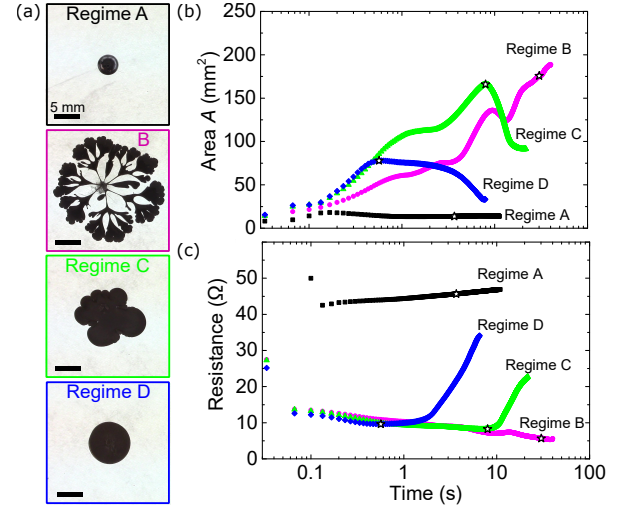 (a)
Regime A
5 mm
B
Regime C
Regime D
(b)
250
200
150
100
50
0
Area A (mm²)
Regime B
Regime C
Regime D
Regime A
(c)
60
50
40
30
20
10
0
Resistance (Ω)
Regime A
Regime D
Regime C
Regime B
0.1
1
10
100
Time (s)